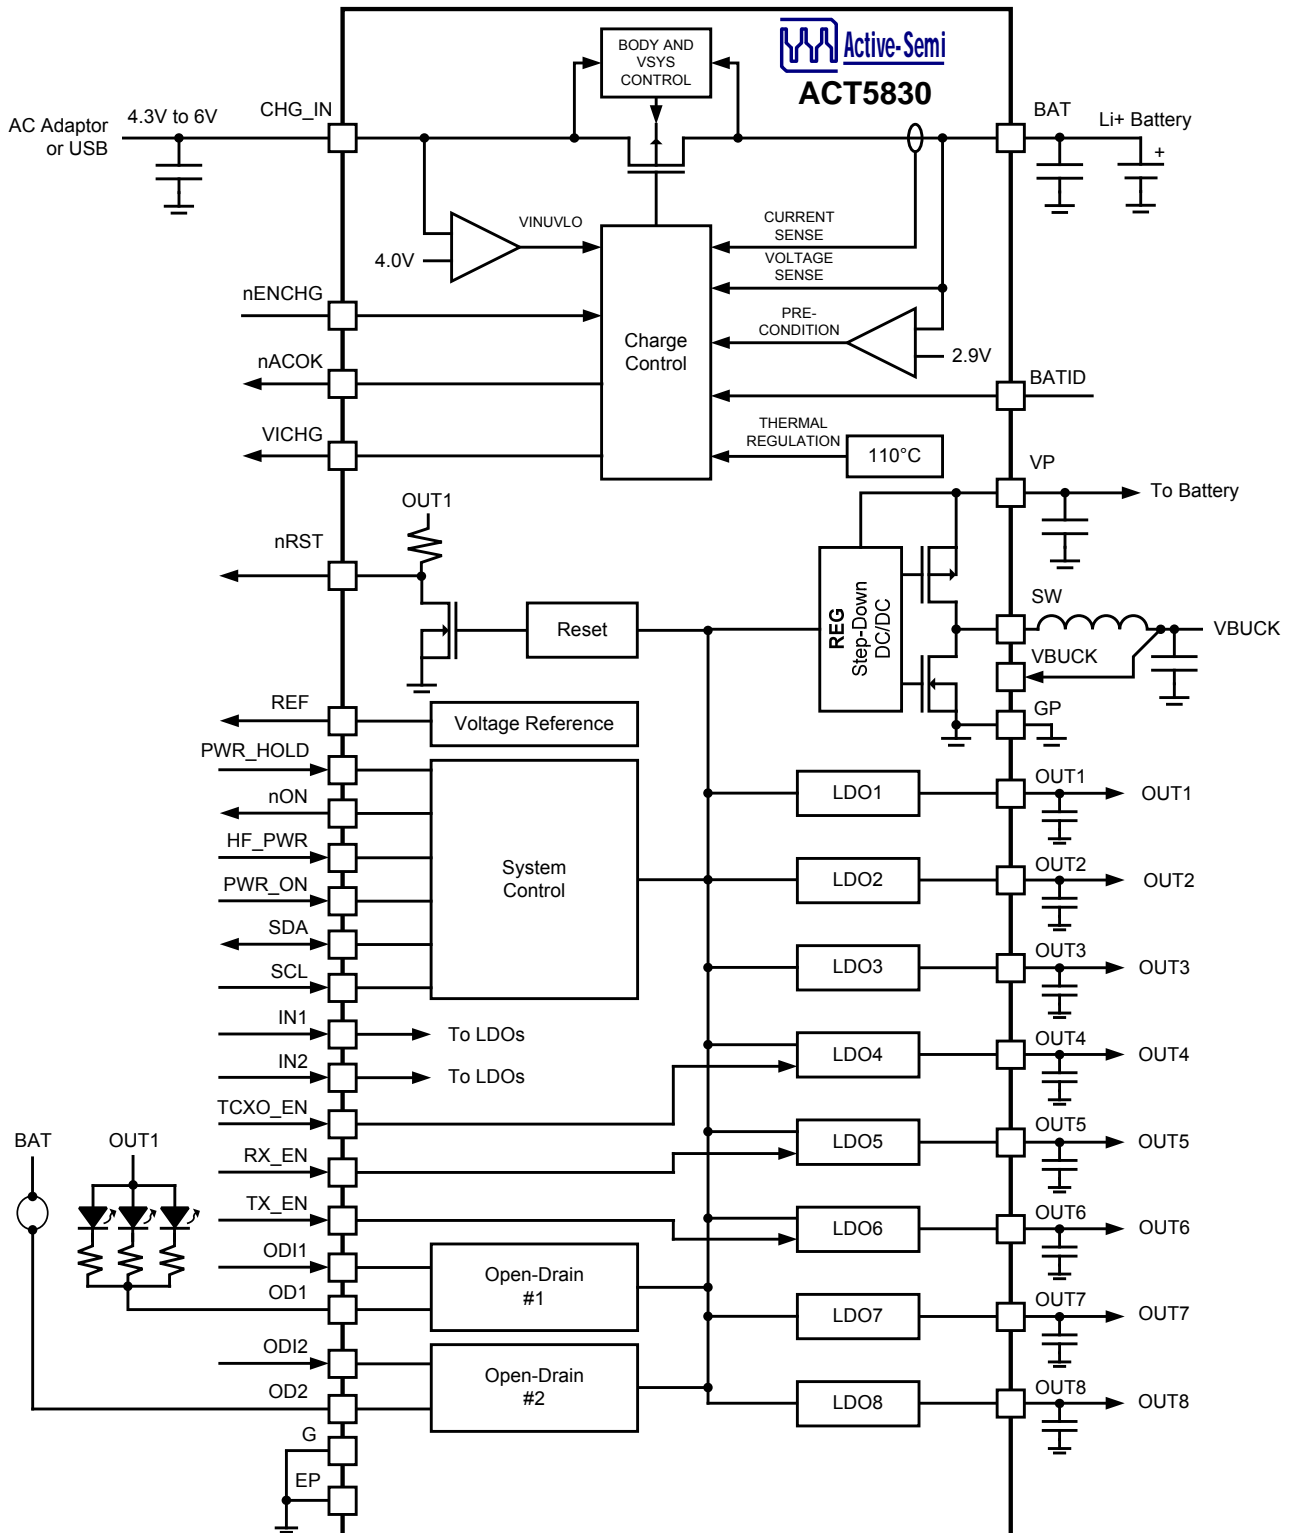 BODY AND
VSYS
CONTROL
Active-Semi
ACT5830
AC Adaptor
or USB
4.3V to 6V
CHG_IN
BAT
Li+ Battery
+
VINUVLO
4.0V
CURRENT
SENSE
VOLTAGE
SENSE
nENCHG
PRE-
CONDITION
2.9V
Charge
Control
nACOK
BATID
VICHG
THERMAL
REGULATION
110°C
VP
To Battery
OUT1
nRST
REG
Step-Down
DC/DC
SW
VBUCK
Reset
VBUCK
GP
REF
Voltage Reference
PWR_HOLD
nON
HF_PWR
PWR_ON
SDA
SCL
System
Control
LDO1
OUT1
OUT1
LDO2
OUT2
OUT2
LDO3
OUT3
OUT3
IN1
To LDOs
IN2
To LDOs
LDO4
OUT4
OUT4
TCXO_EN
LDO5
OUT5
OUT5
BAT
OUT1
RX_EN
TX_EN
LDO6
OUT6
OUT6
ODI1
OD1
Open-Drain
#1
LDO7
OUT7
OUT7
ODI2
OD2
Open-Drain
#2
LDO8
OUT8
OUT8
G
EP